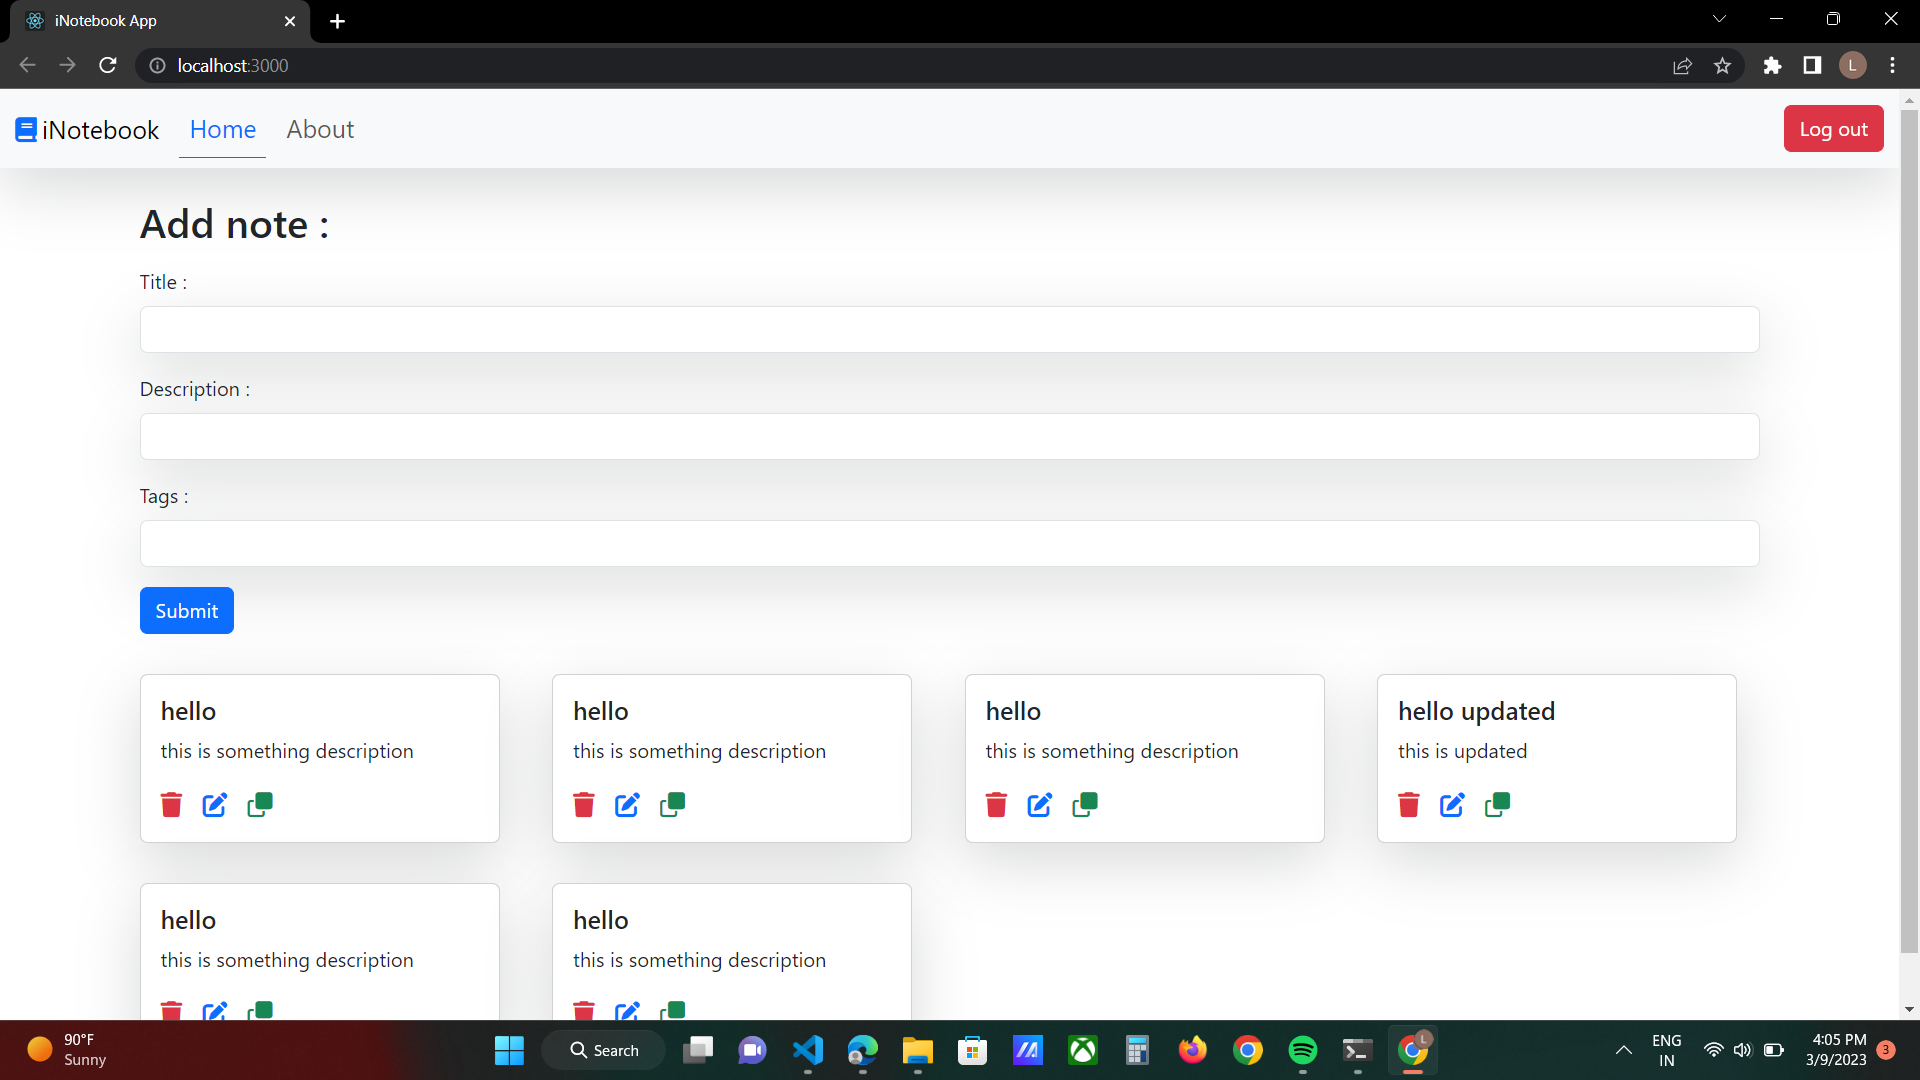 iNotebook App
localhost:3000
L
iNotebook
Home
About
Log out
Add note :
Title :
Description :
Tags :
Submit
hello
this is something description
hello
this is something description
hello
this is something description
hello updated
this is updated
hello
this is something description
hello
this is something description
90°F
Sunny
Search
L
ENG
IN
4:05 PM
3/9/2023
3